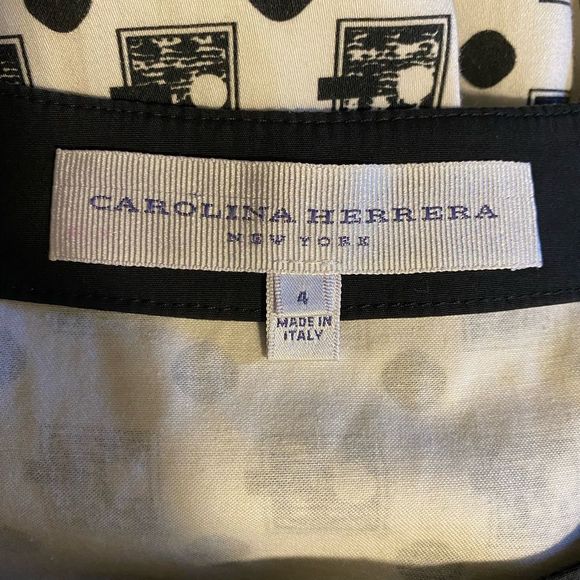 CAROLINA HERRERA
NEW YORK
4
MADE IN
ITALY